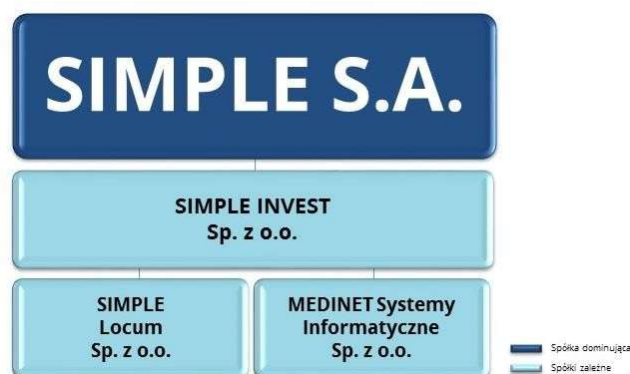 SIMPLE S.A.
SIMPLE INVEST
Sp. z o.o.
SIMPLE
Locum
Sp. z o.o.
MEDINET Systemy
Informatyczne
Sp. z o.o.
Spółka dominująca
Spółki zależne